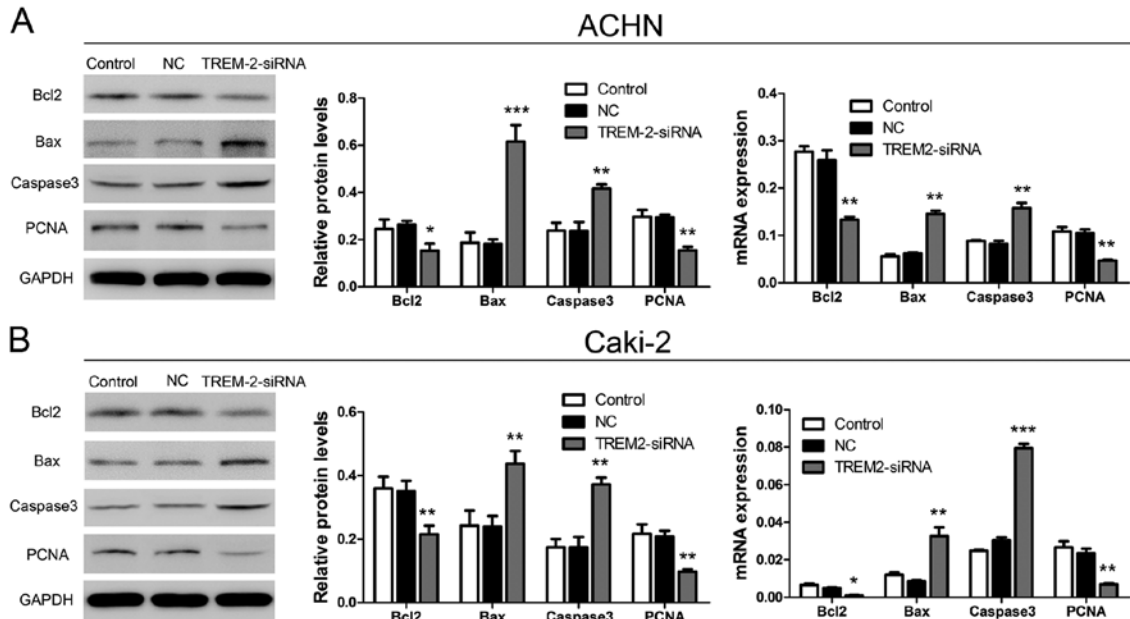 A
ACHN
Control NC TREM-2-siRNA
Bcl2
Bax
Caspase3
PCNA
GAPDH
Relative protein levels
0.8
0.6
0.4
0.2
0.0
Control
NC
TREM-2-siRNA
* *** ** **
Bcl2 Bax Caspase3 PCNA
mRNA expression
0.4
0.3
0.2
0.1
0.0
Control
NC
TREM2-siRNA
** ** ** **
Bcl2 Bax Caspase3 PCNA
B
Caki-2
Control NC TREM-2-siRNA
Bcl2
Bax
Caspase3
PCNA
GAPDH
Relative protein levels
0.6
0.4
0.2
0.0
Control
NC
TREM2-siRNA
** ** ** **
Bcl2 Bax Caspase3 PCNA
mRNA expression
0.10
0.08
0.06
0.04
0.02
0.00
Control
NC
TREM2-siRNA
* ** *** **
Bcl2 Bax Caspase3 PCNA